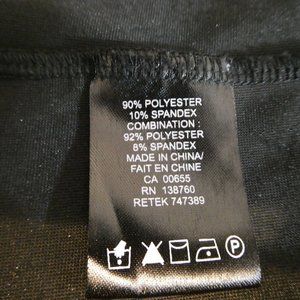 90% POLYESTER
10% SPANDEX
COMBINATION :
92% POLYESTER
8% SPANDEX
MADE IN CHINA/
FAIT EN CHINE
CA 00655
RN 138760
RETEK 747389
P